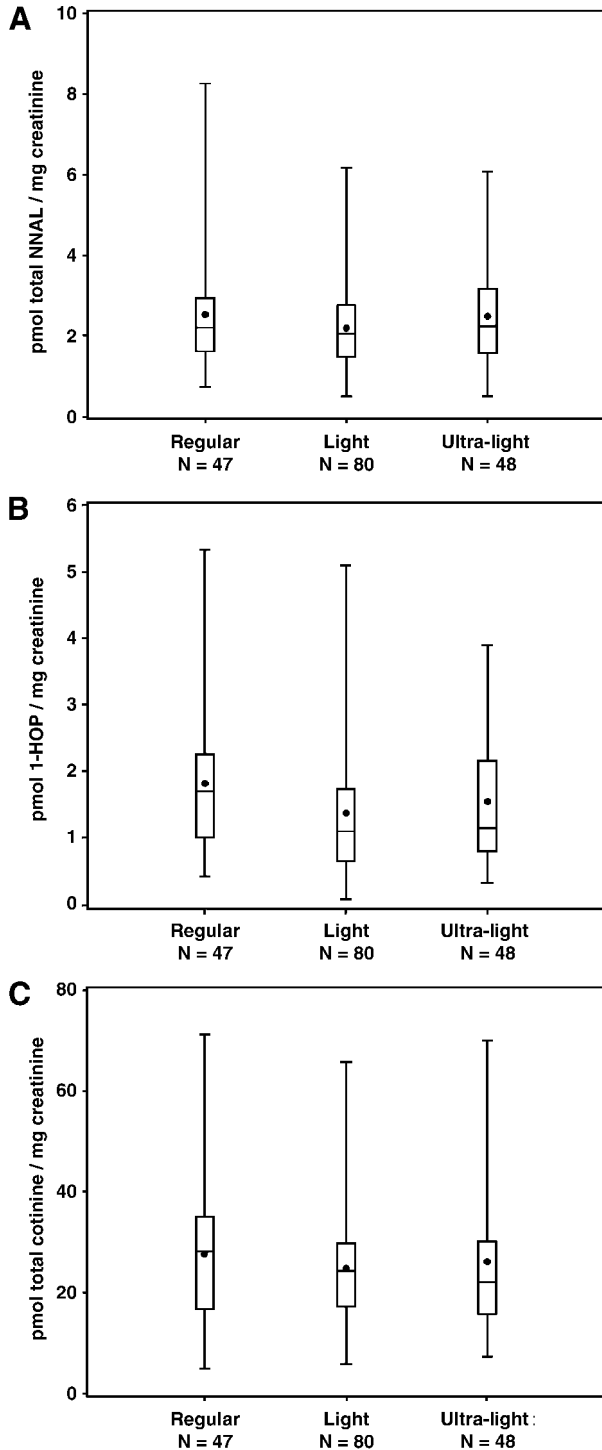 A
pmol total NNAL / mg creatinine
10
8
6
4
2
0
Regular Light Ultra-light
N = 47 N = 80 N = 48
B
pmol 1-HOP / mg creatinine
6
5
4
3
2
1
0
Regular Light Ultra-light
N = 47 N = 80 N = 48
C
pmol total cotinine / mg creatinine
80
60
40
20
0
Regular Light Ultra-light :
N = 47 N = 80 N = 48